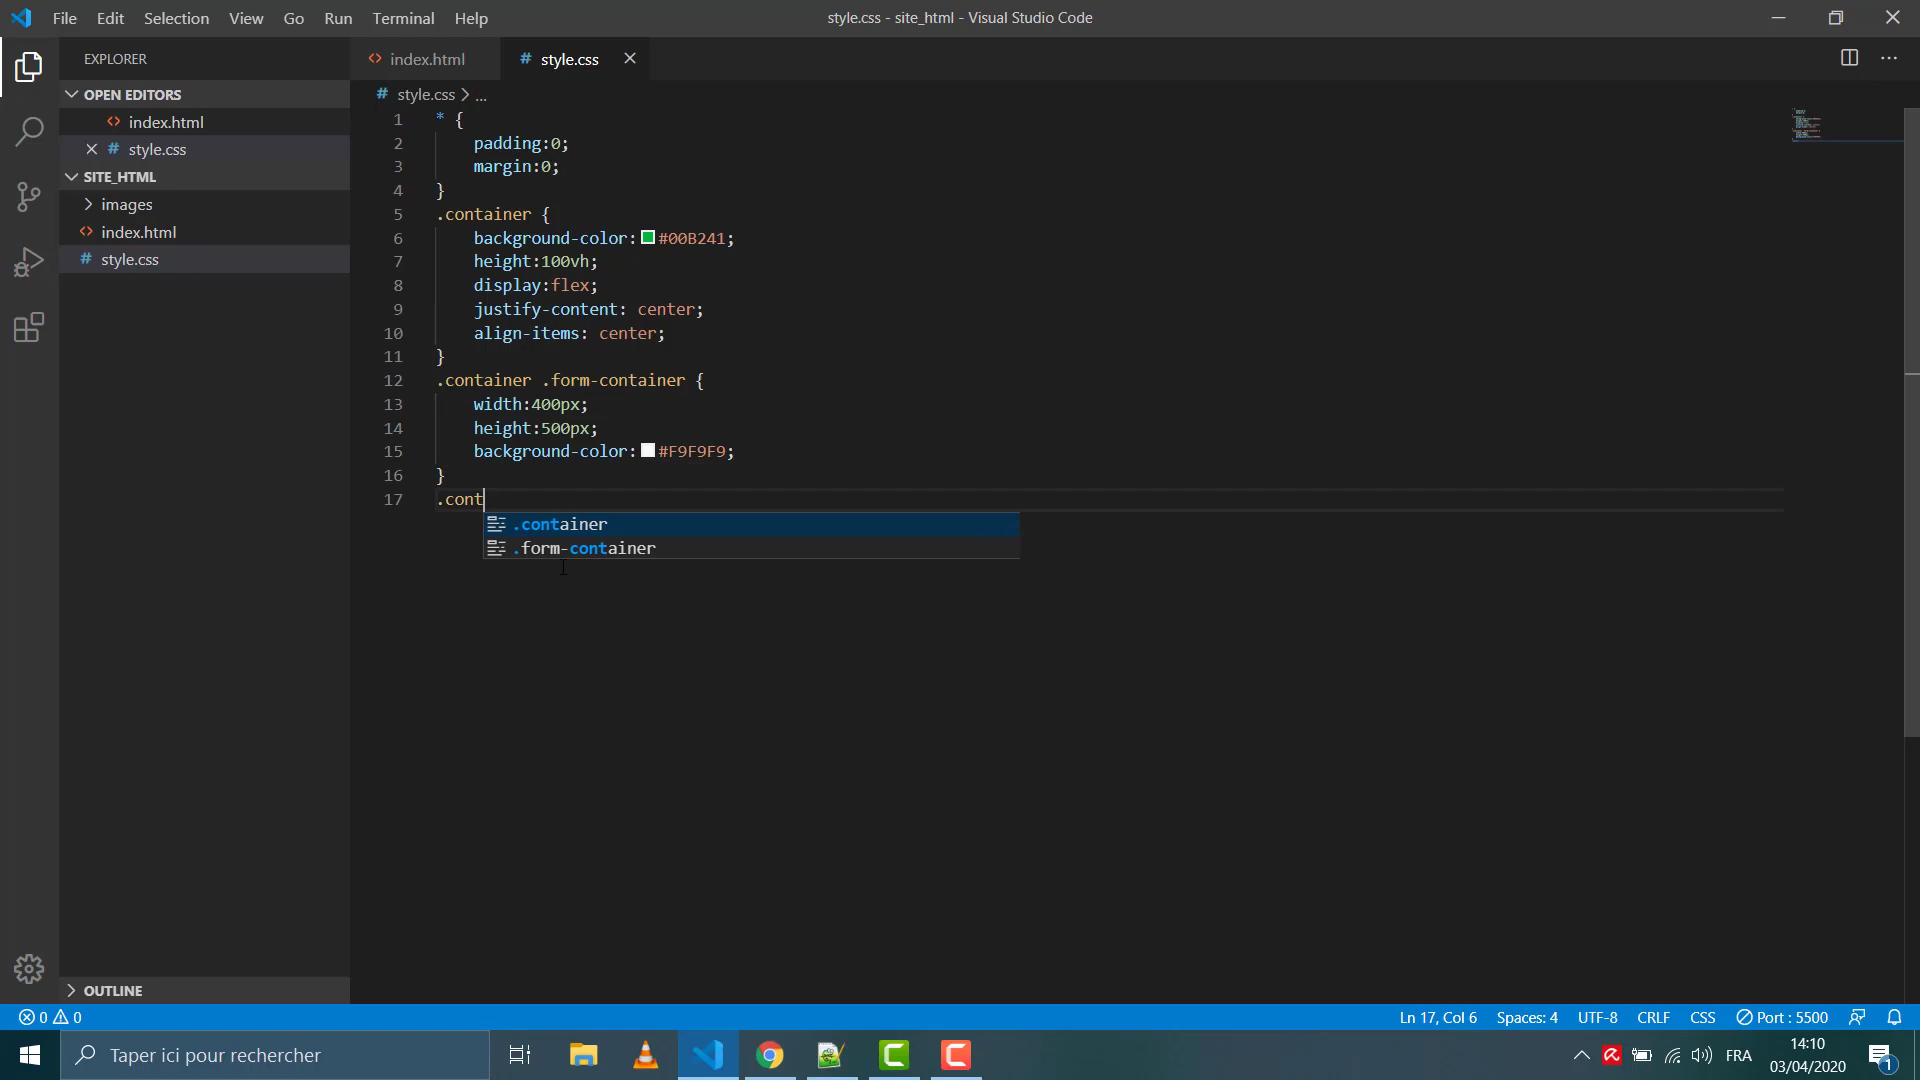 File Edit Selection View Go Run Terminal Help
style.css - site_html - Visual Studio Code
EXPLORER
OPEN EDITORS
index.html
style.css
SITE_HTML
images
index.html
style.css
OUTLINE
index.html
# style.css
# style.css > ...
1 * {
2 padding:0;
3 margin:0;
4 }
5 .container {
6 background-color: #00B241;
7 height:100vh;
8 display:flex;
9 justify-content: center;
10 align-items: center;
11 }
12 .container .form-container {
13 width:400px;
14 height:500px;
15 background-color: #F9F9F9;
16 }
17 .cont
.container
.form-container
0 0
Ln 17, Col 6 Spaces: 4 UTF-8 CRLF CSS Port : 5500
Taper ici pour rechercher
FRA
14:10
03/04/2020
1